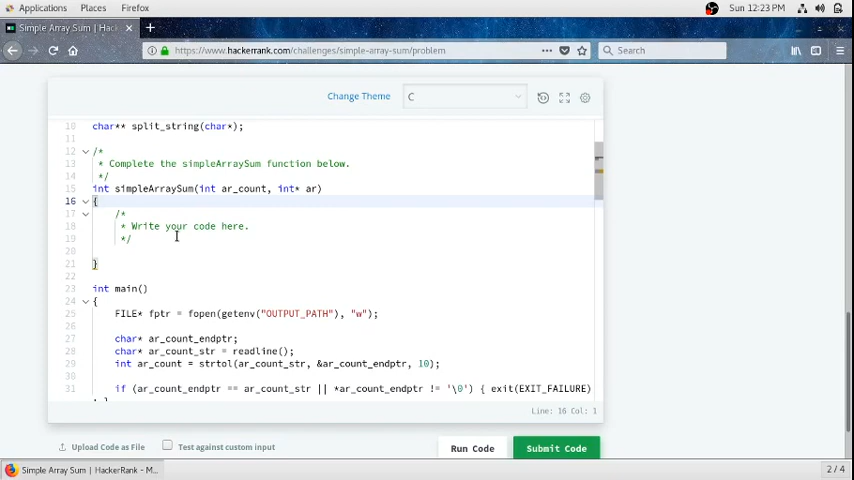 Applications Places Firefox Sun 12:23 PM
Simple Array Sum | Hack
https://www.hackerrank.com/challenges/simple-array-sum/problem Search
Change Theme C
10 char** split_string(char*);
11
12 /*
13 * Complete the simpleArraySum function below.
14 */
15 int simpleArraySum(int ar_count, int* ar)
16 {
17 /*
18 * Write your code here.
19 */
20
21 }
22
23 int main()
24 {
25 FILE* fptr = fopen(getenv("OUTPUT_PATH"), "w");
26
27 char* ar_count_endptr;
28 char* ar_count_str = readline();
29 int ar_count = strtol(ar_count_str, &ar_count_endptr, 10);
30
31 if (ar_count_endptr == ar_count_str || *ar_count_endptr != '\0') { exit(EXIT_FAILURE)
; }
Line: 16 Col: 1
Upload Code as File Test against custom input Run Code Submit Code
Simple Array Sum | HackerRank - M... 2 / 4